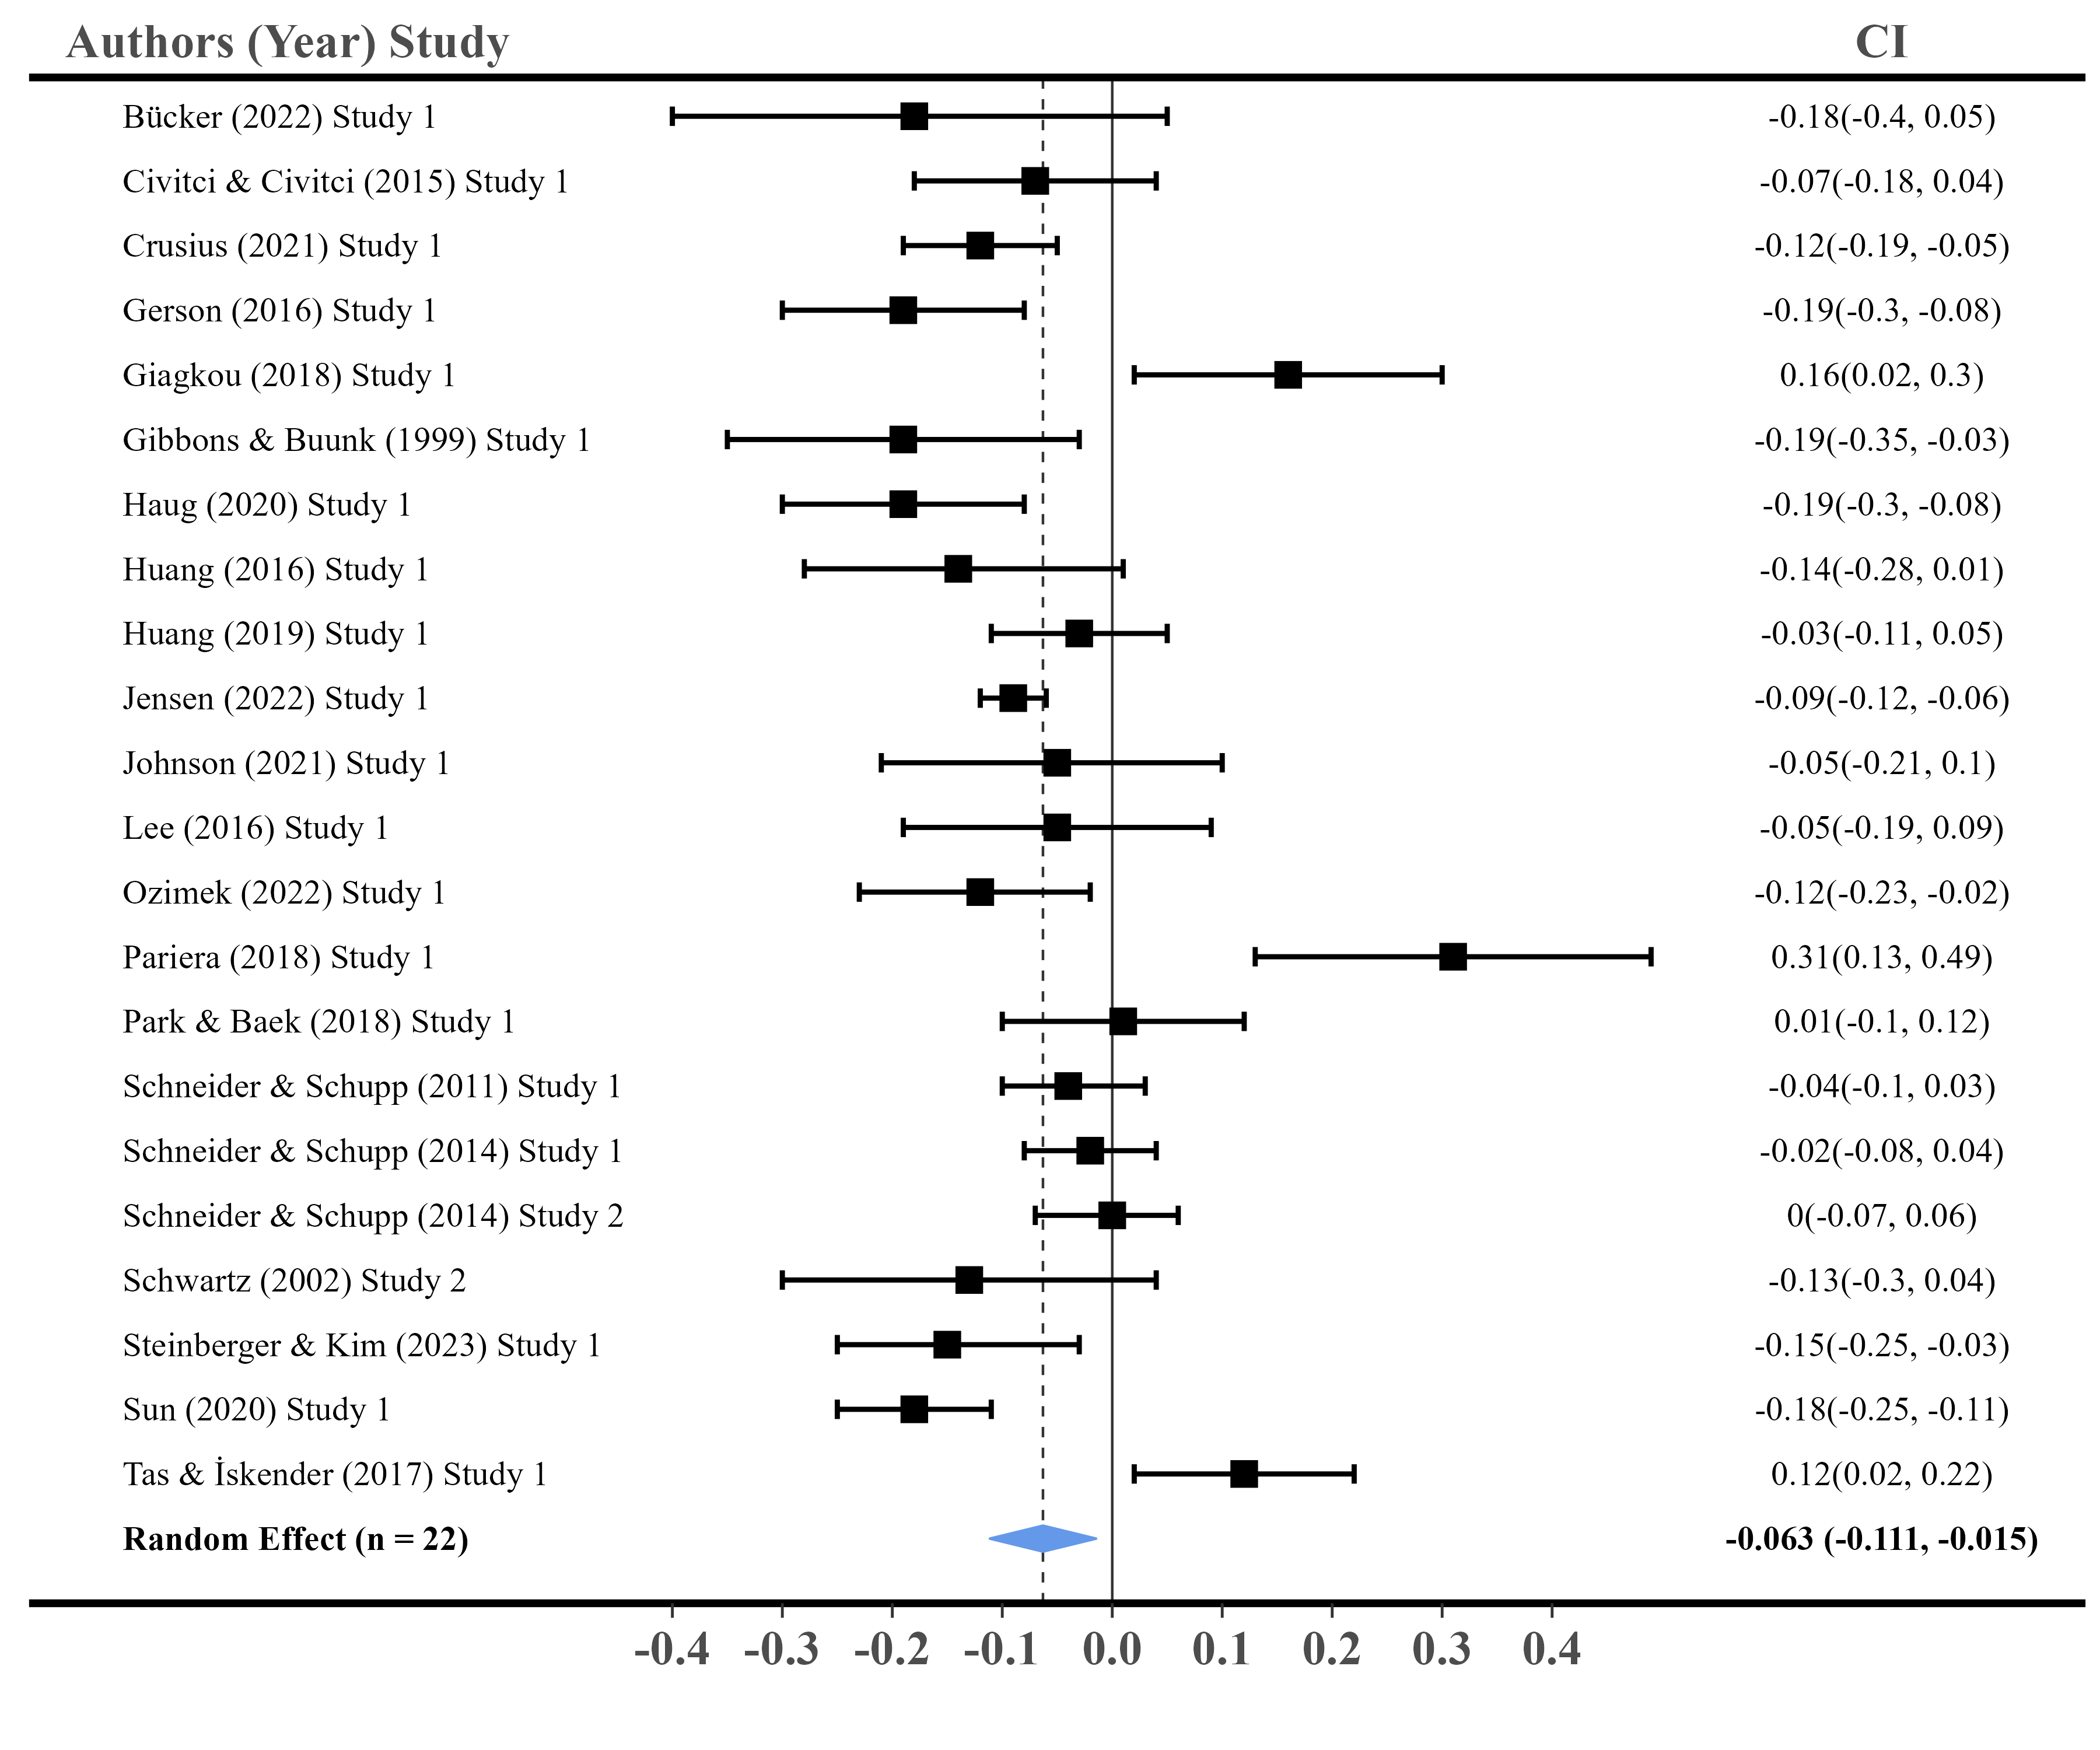 Authors (Year) Study CI
Bücker (2022) Study 1 -0.18(-0.4, 0.05)
Civitci & Civitci (2015) Study 1 -0.07(-0.18, 0.04)
Crusius (2021) Study 1 -0.12(-0.19, -0.05)
Gerson (2016) Study 1 -0.19(-0.3, -0.08)
Giagkou (2018) Study 1 0.16(0.02, 0.3)
Gibbons & Buunk (1999) Study 1 -0.19(-0.35, -0.03)
Haug (2020) Study 1 -0.19(-0.3, -0.08)
Huang (2016) Study 1 -0.14(-0.28, 0.01)
Huang (2019) Study 1 -0.03(-0.11, 0.05)
Jensen (2022) Study 1 -0.09(-0.12, -0.06)
Johnson (2021) Study 1 -0.05(-0.21, 0.1)
Lee (2016) Study 1 -0.05(-0.19, 0.09)
Ozimek (2022) Study 1 -0.12(-0.23, -0.02)
Pariera (2018) Study 1 0.31(0.13, 0.49)
Park & Baek (2018) Study 1 0.01(-0.1, 0.12)
Schneider & Schupp (2011) Study 1 -0.04(-0.1, 0.03)
Schneider & Schupp (2014) Study 1 -0.02(-0.08, 0.04)
Schneider & Schupp (2014) Study 2 0(-0.07, 0.06)
Schwartz (2002) Study 2 -0.13(-0.3, 0.04)
Steinberger & Kim (2023) Study 1 -0.15(-0.25, -0.03)
Sun (2020) Study 1 -0.18(-0.25, -0.11)
Tas & İskender (2017) Study 1 0.12(0.02, 0.22)
Random Effect (n = 22) -0.063 (-0.111, -0.015)
-0.4 -0.3 -0.2 -0.1 0.0 0.1 0.2 0.3 0.4